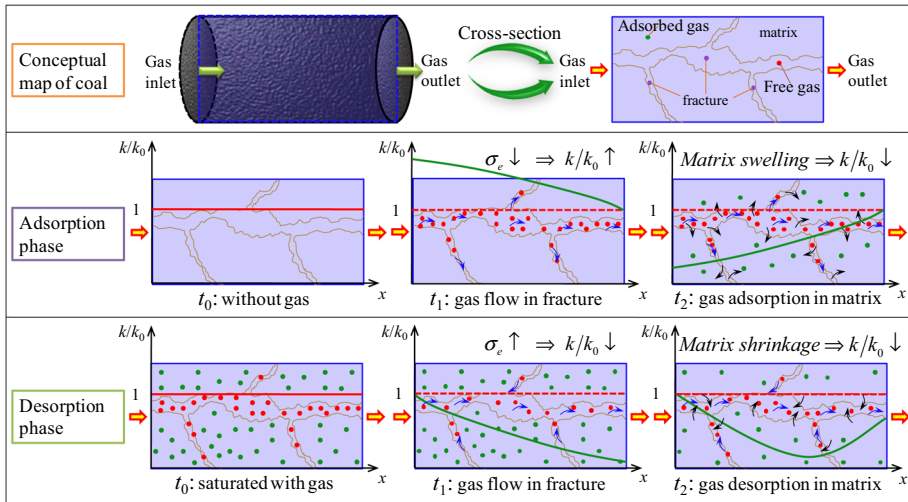 Conceptual
map of coal
Gas
inlet
Gas
outlet
Cross-section
Gas
inlet
Adsorbed gas
matrix
fracture
Free gas
Gas
outlet
Adsorption
phase
k/k₀
1
x
t₀: without gas
k/k₀
σₑ ↓ ⇒ k/k₀ ↑
1
x
t₁: gas flow in fracture
k/k₀
Matrix swelling ⇒ k/k₀ ↓
1
x
t₂: gas adsorption in matrix
Desorption
phase
k/k₀
1
x
t₀: saturated with gas
k/k₀
σₑ ↑ ⇒ k/k₀ ↓
1
x
t₁: gas flow in fracture
k/k₀
Matrix shrinkage ⇒ k/k₀ ↓
1
x
t₂: gas desorption in matrix